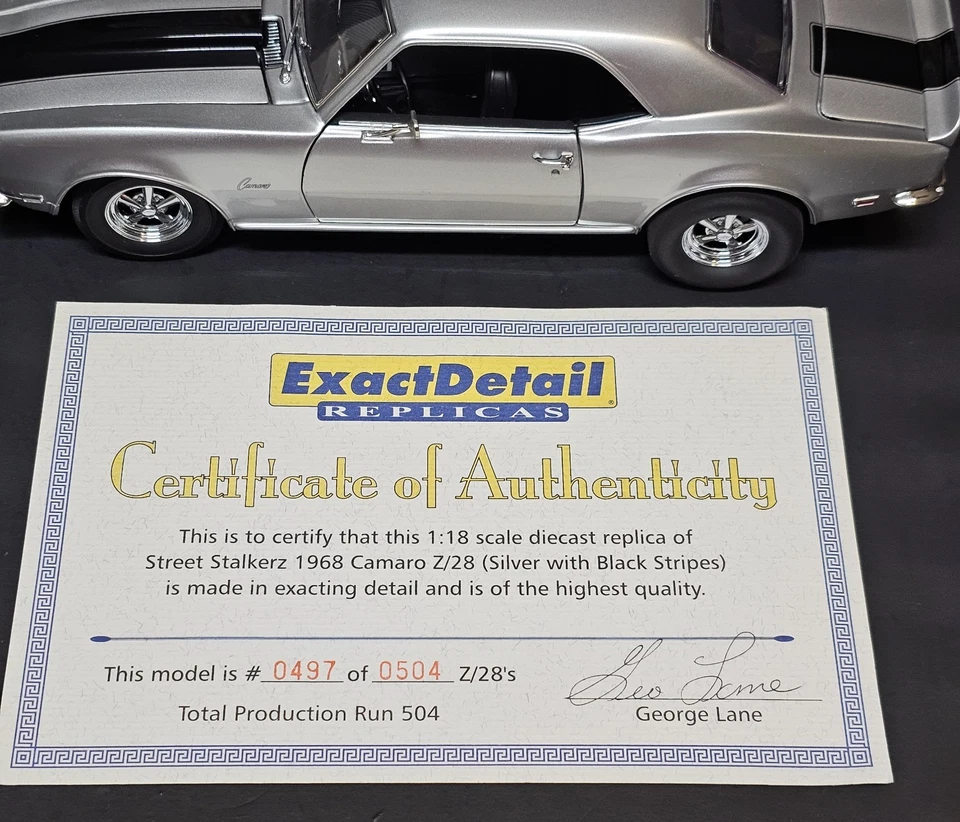 Camaro
ExactDetail®
REPLICAS
Certificate of Authenticity
This is to certify that this 1:18 scale diecast replica of
Street Stalkerz 1968 Camaro Z/28 (Silver with Black Stripes)
is made in exacting detail and is of the highest quality.
This model is # 0497 of 0504 Z/28's
Total Production Run 504
Geo Lane
George Lane